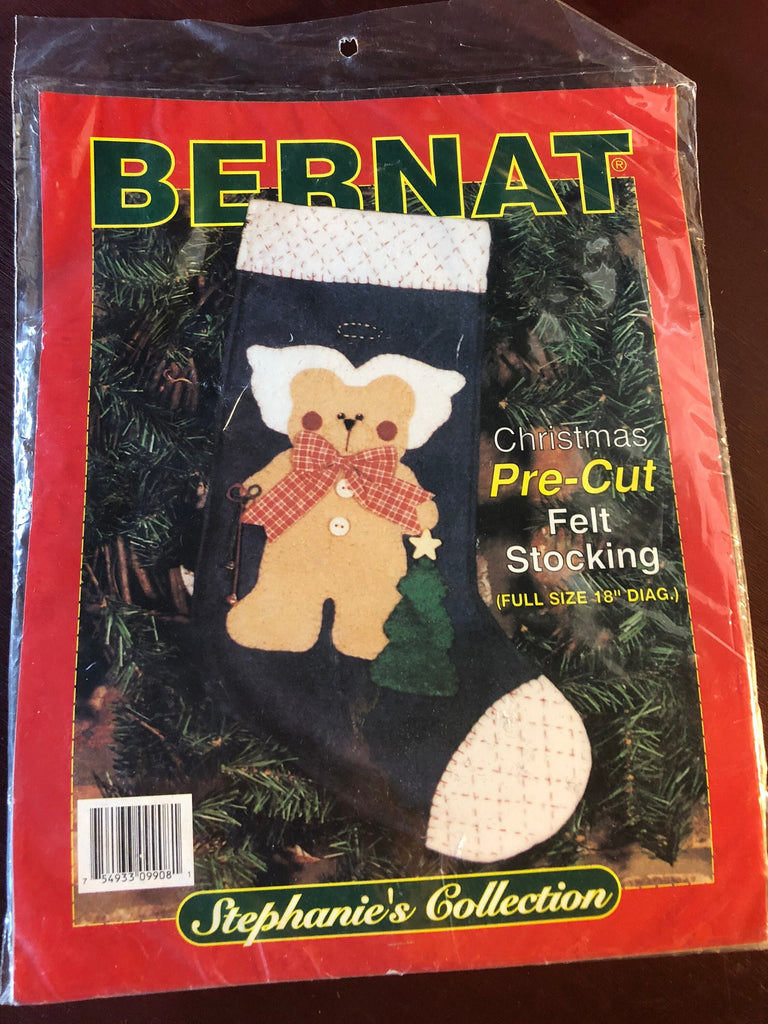 BERNAT®
Christmas
Pre-Cut
Felt
Stocking
(FULL SIZE 18" DIAG.)
7 54933 09908 1
Stephanie's Collection